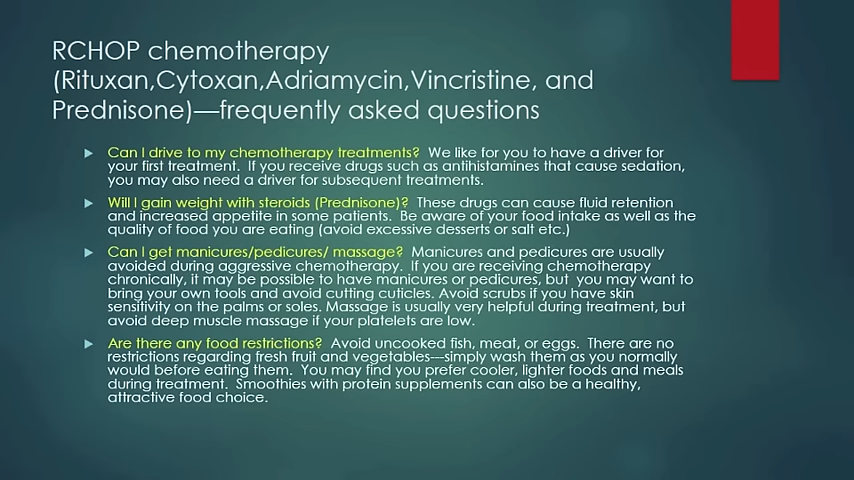 RCHOP chemotherapy
(Rituxan,Cytoxan,Adriamycin,Vincristine, and
Prednisone)—frequently asked questions
Can I drive to my chemotherapy treatments? We like for you to have a driver for
your first treatment. If you receive drugs such as antihistamines that cause sedation,
you may also need a driver for subsequent treatments.
Will I gain weight with steroids (Prednisone)? These drugs can cause fluid retention
and increased appetite in some patients. Be aware of your food intake as well as the
quality of food you are eating (avoid excessive desserts or salt etc.)
Can I get manicures/pedicures/ massage? Manicures and pedicures are usually
avoided during aggressive chemotherapy. If you are receiving chemotherapy
chronically, it may be possible to have manicures or pedicures, but you may want to
bring your own tools and avoid cutting cuticles. Avoid scrubs if you have skin
sensitivity on the palms or soles. Massage is usually very helpful during treatment, but
avoid deep muscle massage if your platelets are low.
Are there any food restrictions? Avoid uncooked fish, meat, or eggs. There are no
restrictions regarding fresh fruit and vegetables---simply wash them as you normally
would before eating them. You may find you prefer cooler, lighter foods and meals
during treatment. Smoothies with protein supplements can also be a healthy,
attractive food choice.